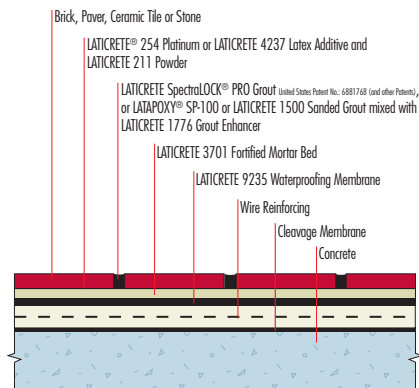 Brick, Paver, Ceramic Tile or Stone
LATICRETE® 254 Platinum or LATICRETE 4237 Latex Additive and
LATICRETE 211 Powder
LATICRETE SpectraLOCK® PRO Grout United States Patent No.: 6881768 (and other Patents),
or LATAPOXY® SP-100 or LATICRETE 1500 Sanded Grout mixed with
LATICRETE 1776 Grout Enhancer
LATICRETE 3701 Fortified Mortar Bed
LATICRETE 9235 Waterproofing Membrane
Wire Reinforcing
Cleavage Membrane
Concrete